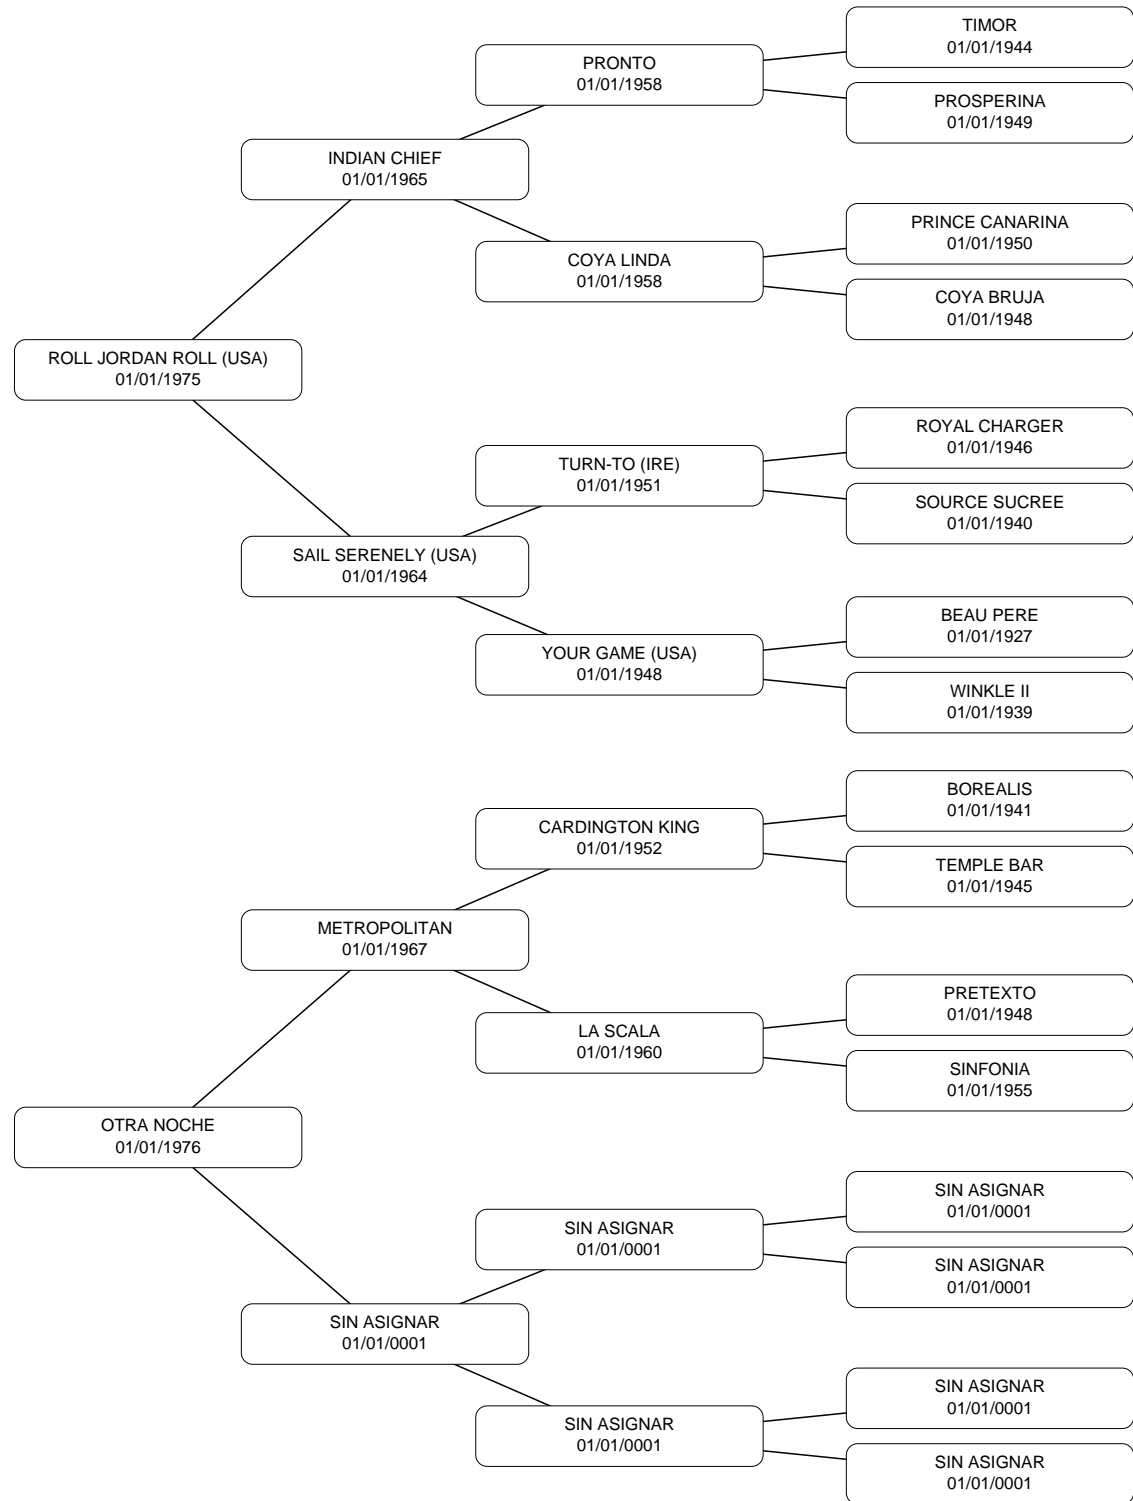 TIMOR
01/01/1944
PRONTO
01/01/1958
PROSPERINA
01/01/1949
INDIAN CHIEF
01/01/1965
PRINCE CANARINA
01/01/1950
COYA LINDA
01/01/1958
COYA BRUJA
01/01/1948
ROLL JORDAN ROLL (USA)
01/01/1975
ROYAL CHARGER
01/01/1946
TURN-TO (IRE)
01/01/1951
SOURCE SUCREE
01/01/1940
SAIL SERENELY (USA)
01/01/1964
BEAU PERE
01/01/1927
YOUR GAME (USA)
01/01/1948
WINKLE II
01/01/1939
BOREALIS
01/01/1941
CARDINGTON KING
01/01/1952
TEMPLE BAR
01/01/1945
METROPOLITAN
01/01/1967
PRETEXTO
01/01/1948
LA SCALA
01/01/1960
SINFONIA
01/01/1955
OTRA NOCHE
01/01/1976
SIN ASIGNAR
01/01/0001
SIN ASIGNAR
01/01/0001
SIN ASIGNAR
01/01/0001
SIN ASIGNAR
01/01/0001
SIN ASIGNAR
01/01/0001
SIN ASIGNAR
01/01/0001
SIN ASIGNAR
01/01/0001